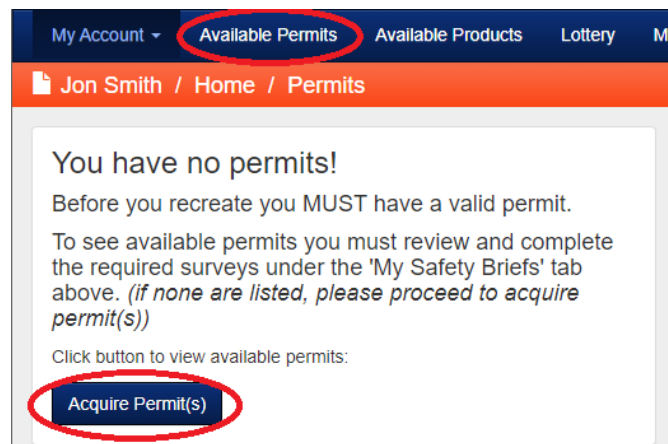 My Account Available Permits Available Products Lottery M
Jon Smith / Home / Permits
You have no permits!
Before you recreate you MUST have a valid permit.
To see available permits you must review and complete
the required surveys under the 'My Safety Briefs' tab
above. (if none are listed, please proceed to acquire
permit(s))
Click button to view available permits:
Acquire Permit(s)